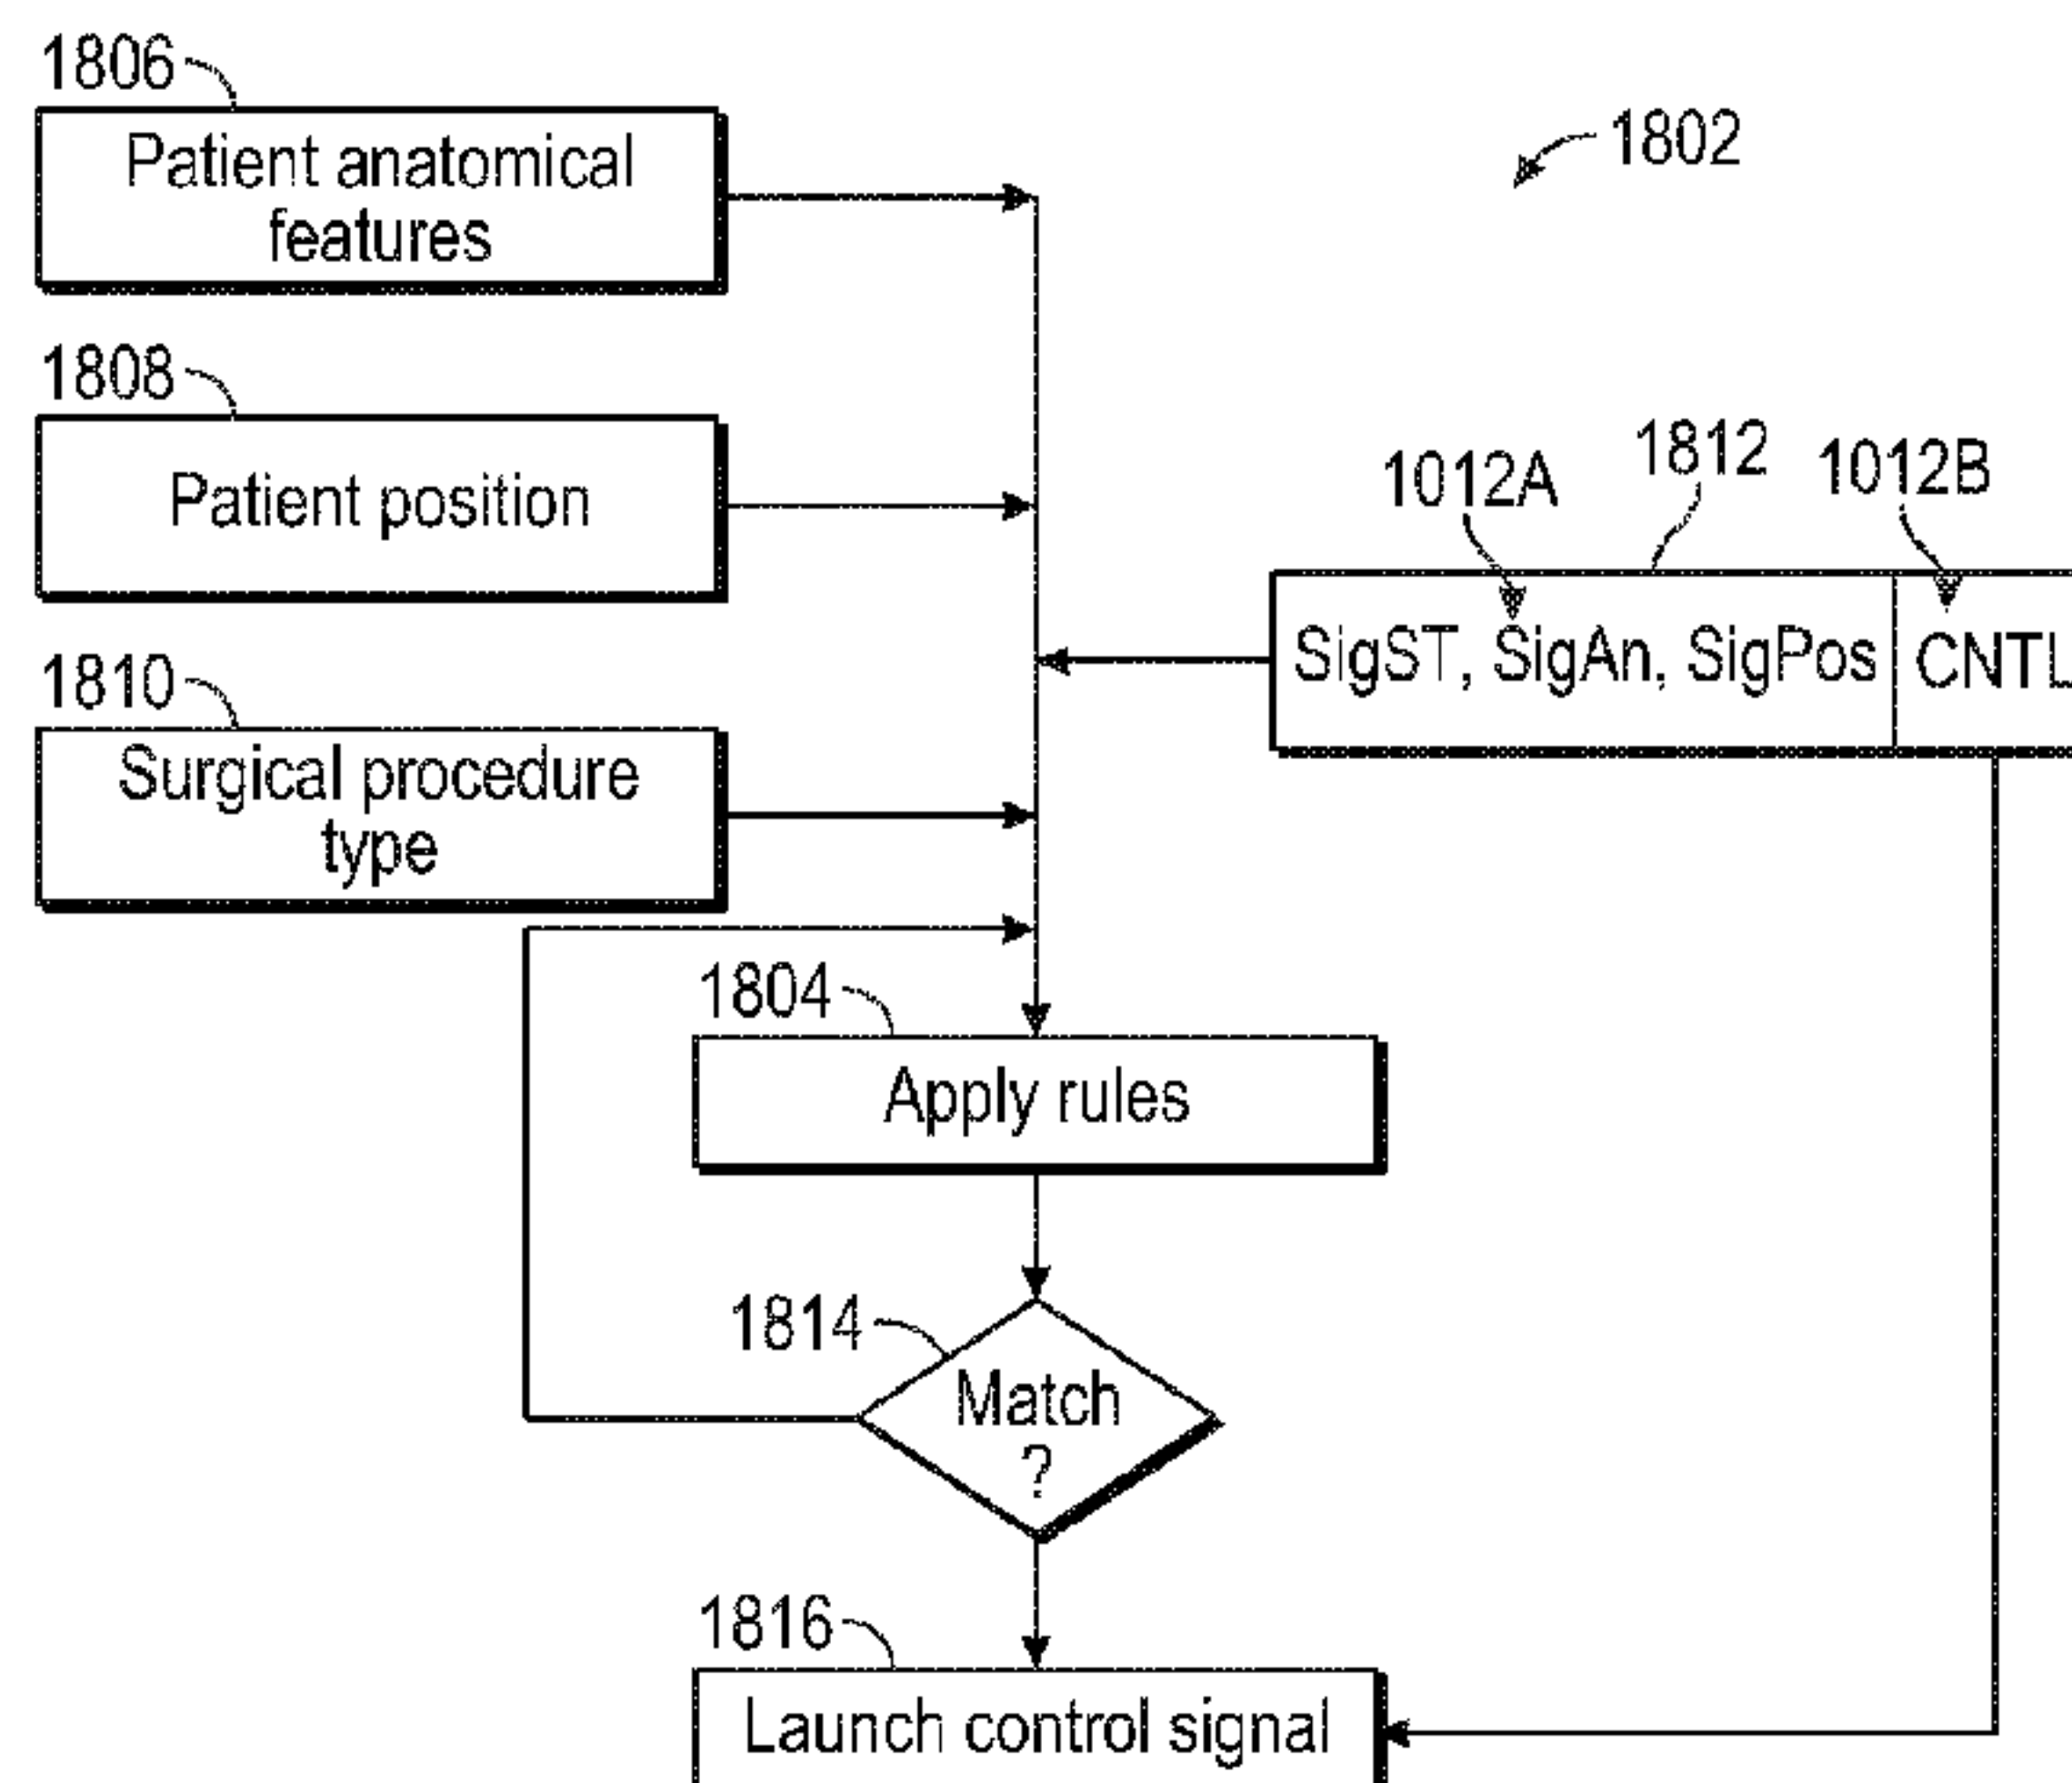 1806
Patient anatomical
features
1802
1808
Patient position
1012A
1812
1012B
SigST, SigAn, SigPos
CNTL
1810
Surgical procedure
type
1804
Apply rules
1814
Match
?
1816
Launch control signal